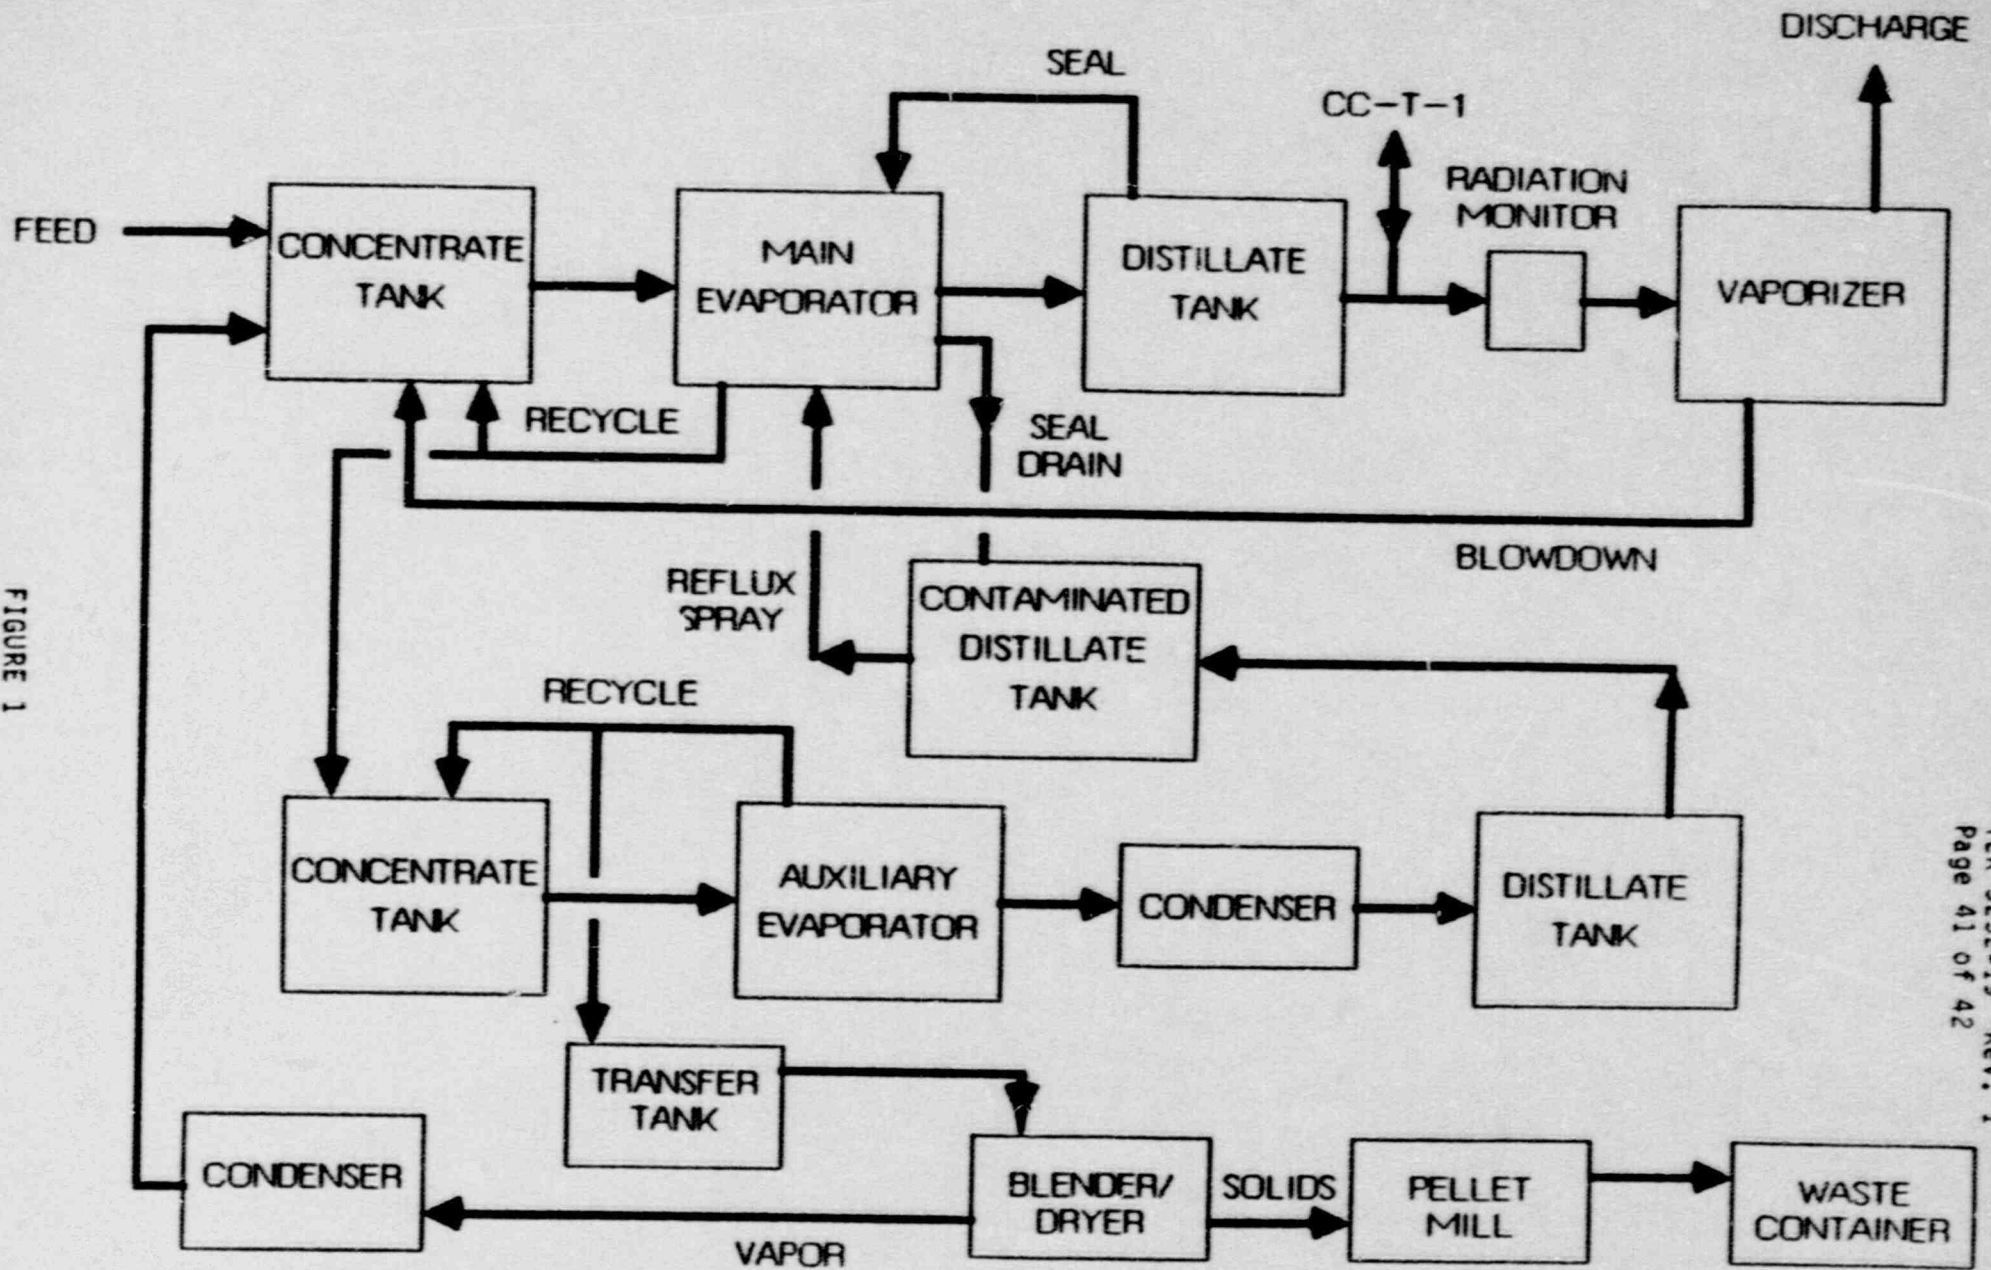 DISCHARGE
SEAL
CC-T-1
RADIATION
MONITOR
FEED
CONCENTRATE
TANK
MAIN
EVAPORATOR
DISTILLATE
TANK
VAPORIZER
RECYCLE
SEAL
DRAIN
BLOWDOWN
REFLUX
SPRAY
CONTAMINATED
DISTILLATE
TANK
RECYCLE
CONCENTRATE
TANK
AUXILIARY
EVAPORATOR
CONDENSER
DISTILLATE
TANK
TRANSFER
TANK
CONDENSER
VAPOR
BLENDER/
DRYER
SOLIDS
PELLET
MILL
WASTE
CONTAINER
FIGURE 1
REV. 1
Page 41 of 42